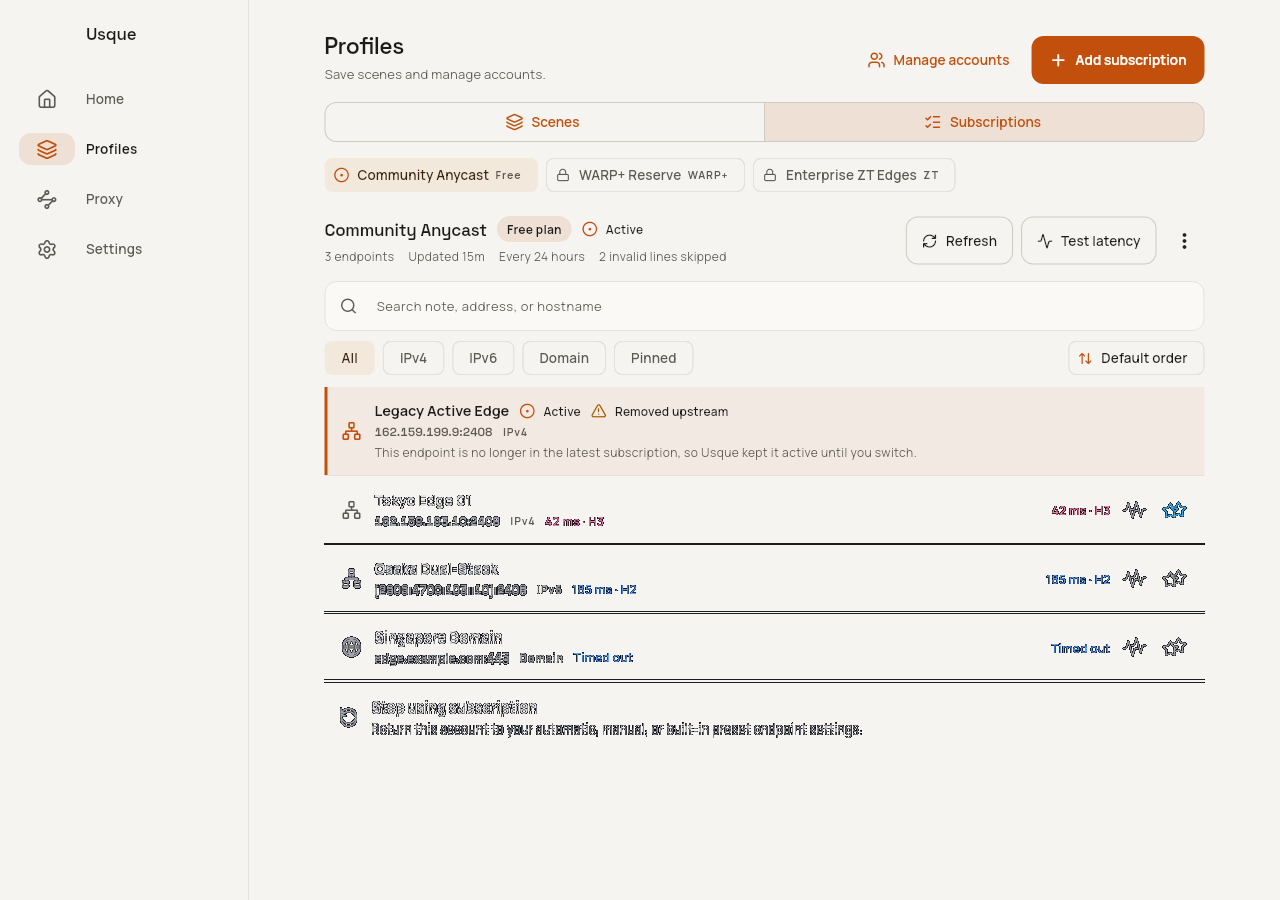 Usque
Home
Profiles
Proxy
Settings
Profiles
Save scenes and manage accounts.
Manage accounts
Add subscription
Scenes
Subscriptions
Community Anycast Free
WARP+ Reserve WARP+
Enterprise ZT Edges ZT
Community Anycast Free plan Active
3 endpoints Updated 15m Every 24 hours 2 invalid lines skipped
Refresh
Test latency
Search note, address, or hostname
All
IPv4
IPv6
Domain
Pinned
Default order
Legacy Active Edge Active Removed upstream
162.159.199.9:2408 IPv4
This endpoint is no longer in the latest subscription, so Usque kept it active until you switch.
Tokyo Edge
IPv4 42 ms · H3
42 ms · H3
Osaka Dual-Stack
H2
H2
Singapore Domain
edge.example.com:443 Domain Timed out
Timed out
Stop using subscription
Return this account to your automatic, manual, or built-in preset endpoint settings.